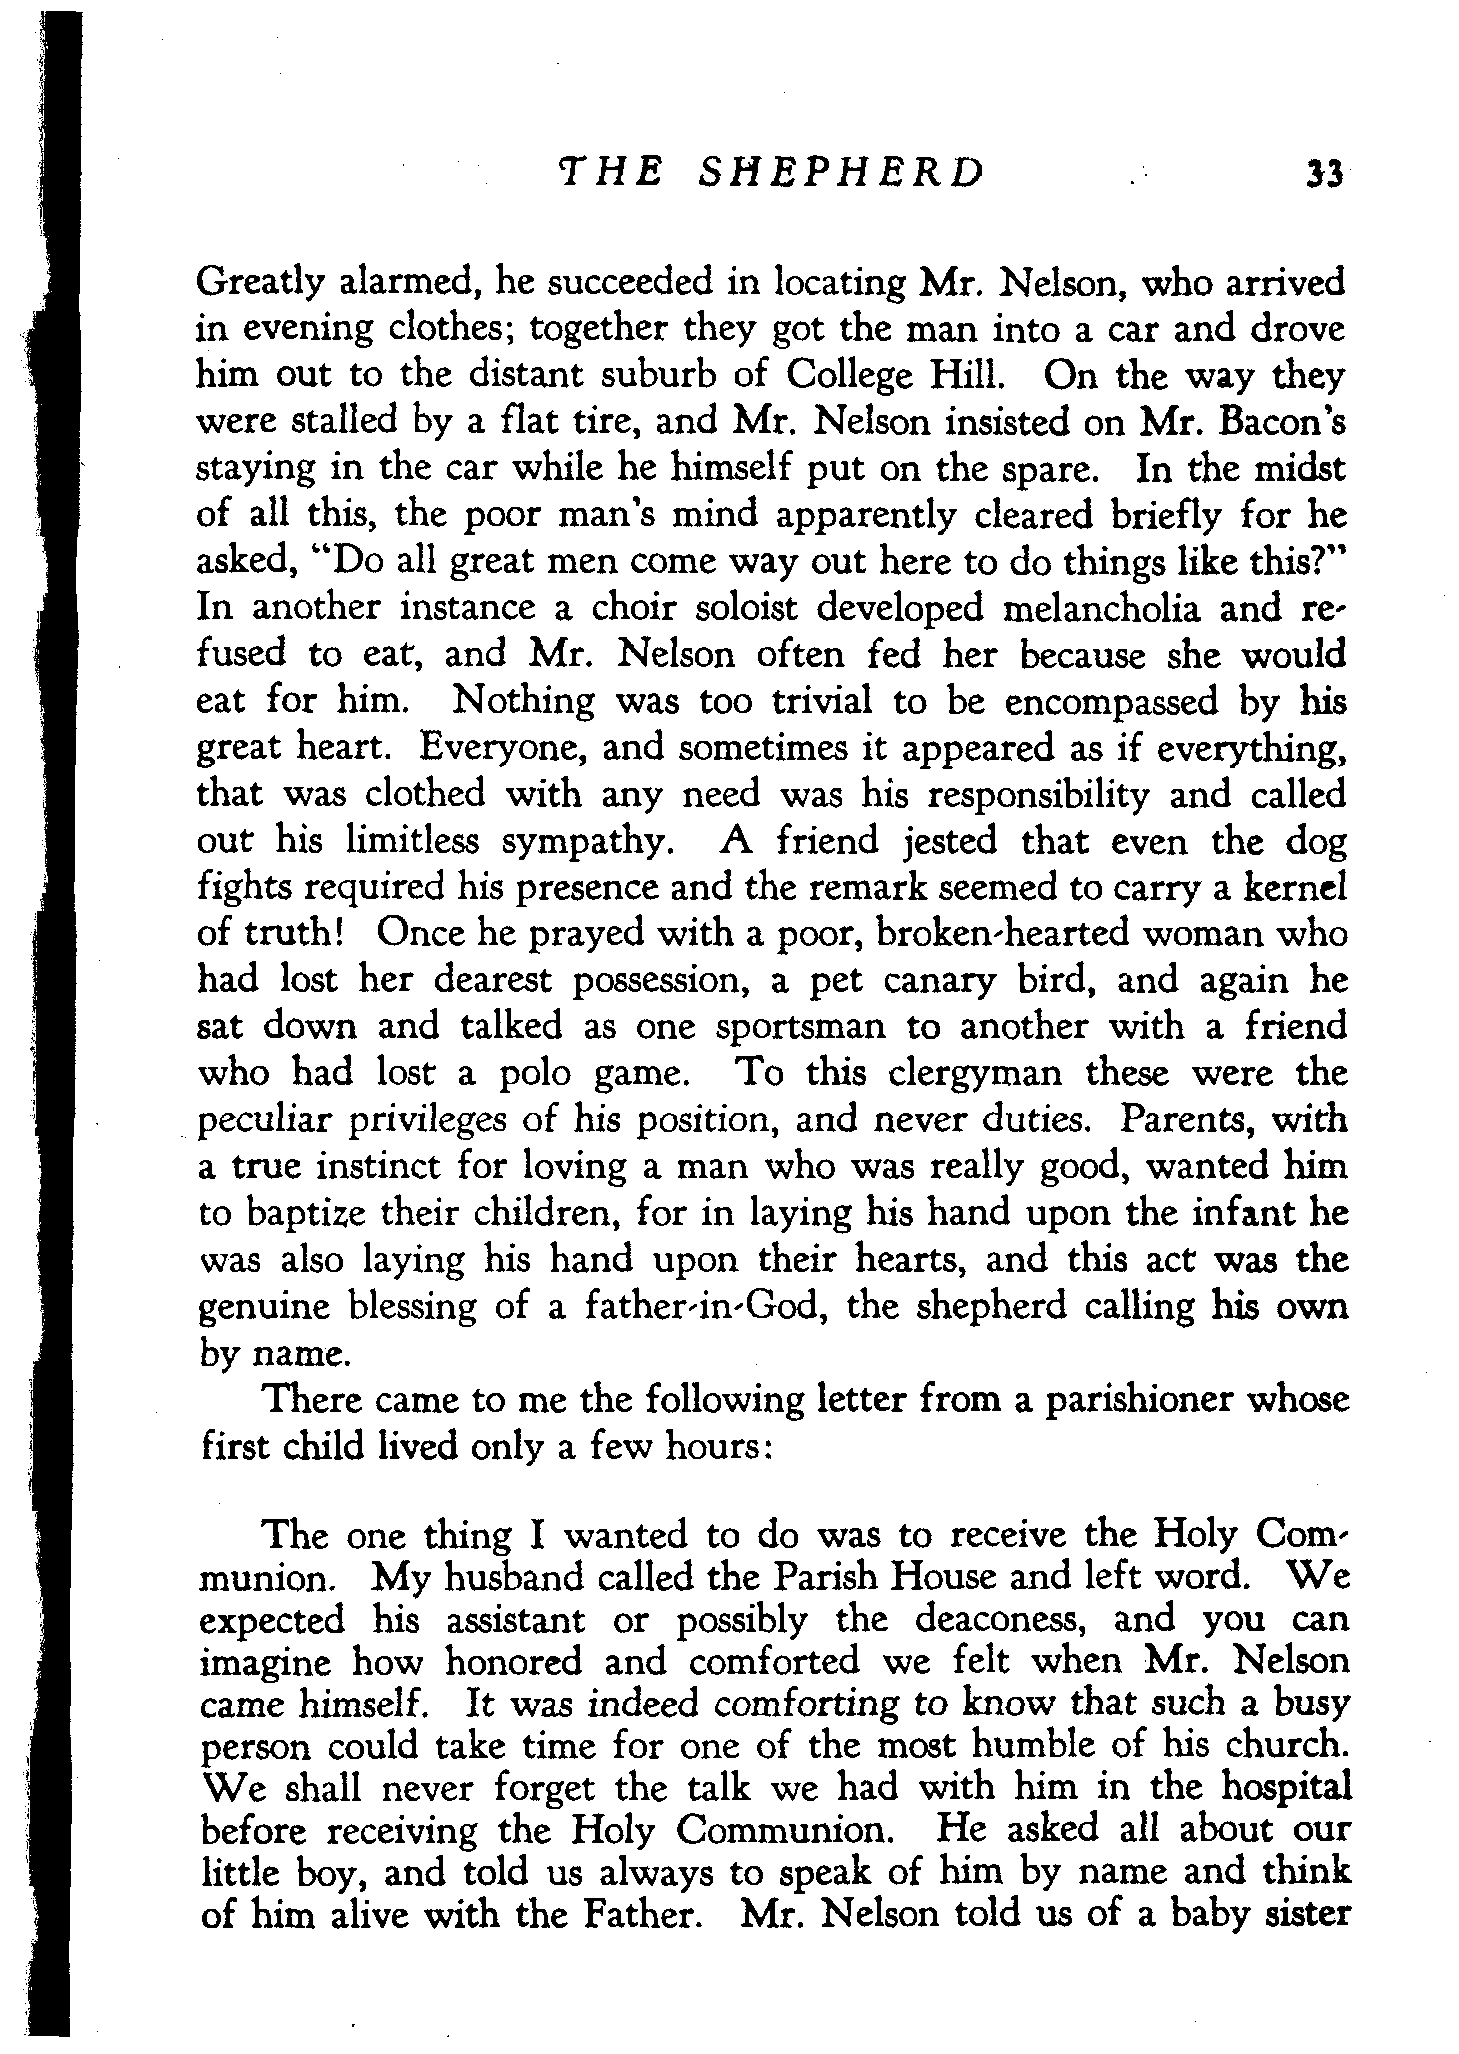 THE SHEPHERD 33
Greatly alarmed, he succeeded in locating Mr. Nelson, who arrived
in evening clothes; together they got the man into a car and drove
him out to the distant suburb of College Hill. On the way they
were stalled by a flat tire, and Mr. Nelson insisted on Mr. Bacon's
staying in the car while he himself put on the spare. In the midst
of all this, the poor man's mind apparently cleared briefly for he
asked, "Do all great men come way out here to do things like this?"
In another instance a choir soloist developed melancholia and re-
fused to eat, and Mr. Nelson often fed her because she would
eat for him. Nothing was too trivial to be encompassed by his
great heart. Everyone, and sometimes it appeared as if everything,
that was clothed with any need was his responsibility and called
out his limitless sympathy. A friend jested that even the dog
fights required his presence and the remark seemed to carry a kernel
of truth! Once he prayed with a poor, broken-hearted woman who
had lost her dearest possession, a pet canary bird, and again he
sat down and talked as one sportsman to another with a friend
who had lost a polo game. To this clergyman these were the
peculiar privileges of his position, and never duties. Parents, with
a true instinct for loving a man who was really good, wanted him
to baptize their children, for in laying his hand upon the infant he
was also laying his hand upon their hearts, and this act was the
genuine blessing of a father-in-God, the shepherd calling his own
by name.
There came to me the following letter from a parishioner whose
first child lived only a few hours:
The one thing I wanted to do was to receive the Holy Com-
munion. My husband called the Parish House and left word. We
expected his assistant or possibly the deaconess, and you can
imagine how honored and comforted we felt when Mr. Nelson
came himself. It was indeed comforting to know that such a busy
person could take time for one of the most humble of his church.
We shall never forget the talk we had with him in the hospital
before receiving the Holy Communion. He asked all about our
little boy, and told us always to speak of him by name and think
of him alive with the Father. Mr. Nelson told us of a baby sister